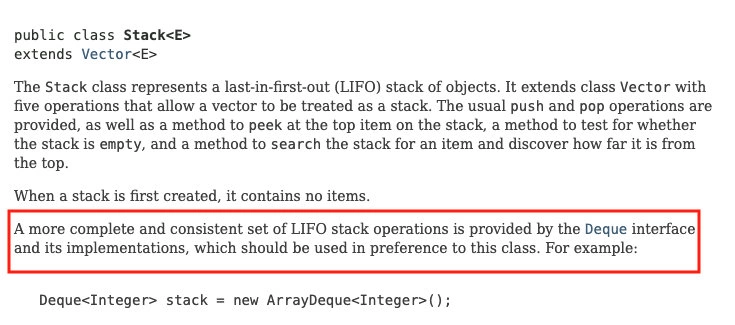 public class Stack<E>
extends Vector<E>
The Stack class represents a last-in-first-out (LIFO) stack of objects. It extends class Vector with
five operations that allow a vector to be treated as a stack. The usual push and pop operations are
provided, as well as a method to peek at the top item on the stack, a method to test for whether
the stack is empty, and a method to search the stack for an item and discover how far it is from
the top.
When a stack is first created, it contains no items.
A more complete and consistent set of LIFO stack operations is provided by the Deque interface
and its implementations, which should be used in preference to this class. For example:
Deque<Integer> stack = new ArrayDeque<Integer>();